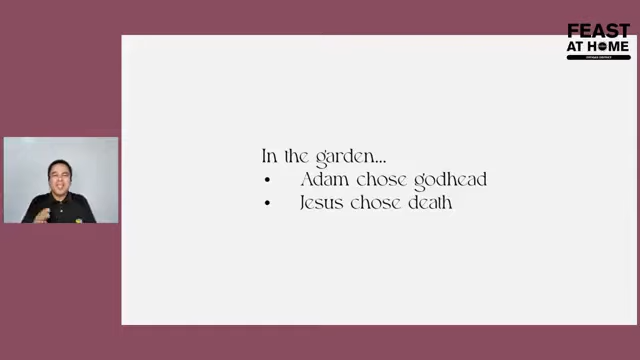 FEAST
AT HOME
In the garden...
• Adam chose godhead
• Jesus chose death